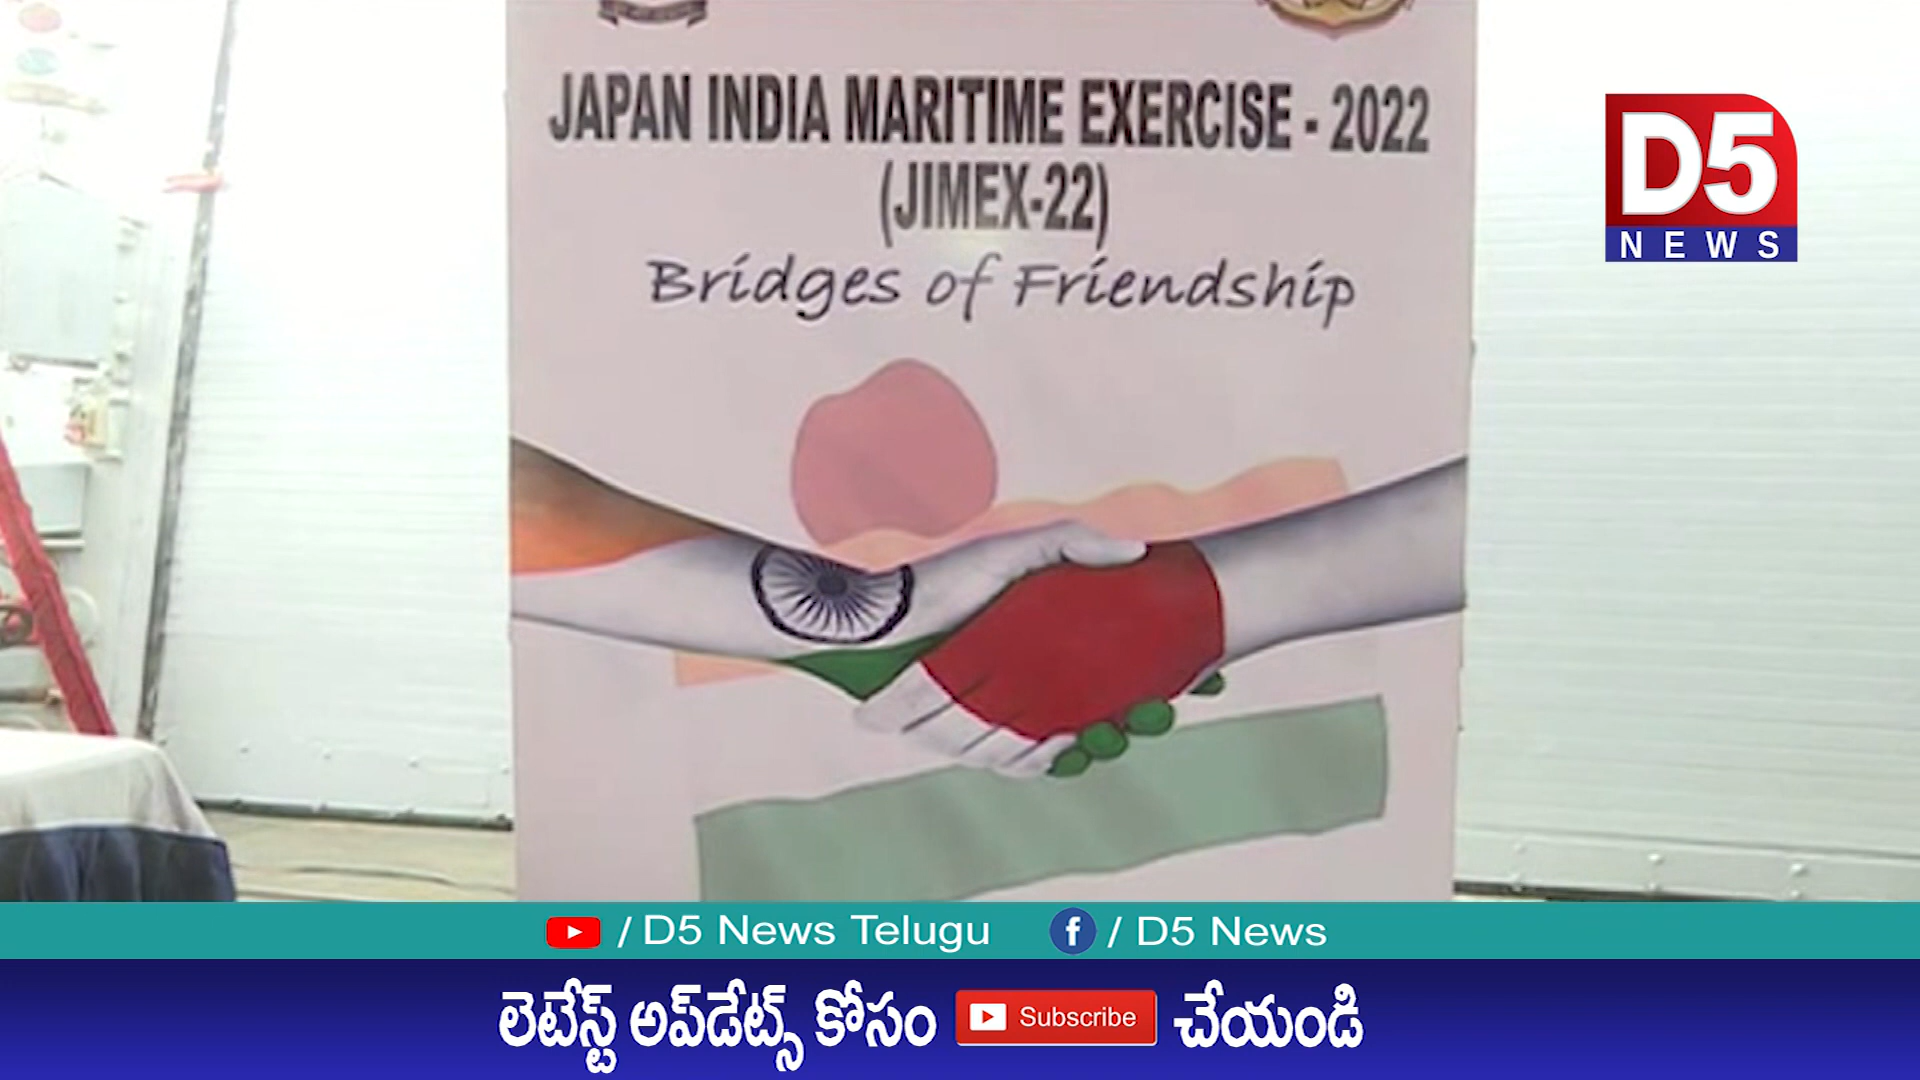 JAPAN INDIA MARITIME EXERCISE - 2022
(JIMEX-22)
Bridges of Friendship
D5
NEWS
/ D5 News Telugu
/ D5 News
లెటేస్ట్ అప్‌డేట్స్ కోసం Subscribe చేయండి